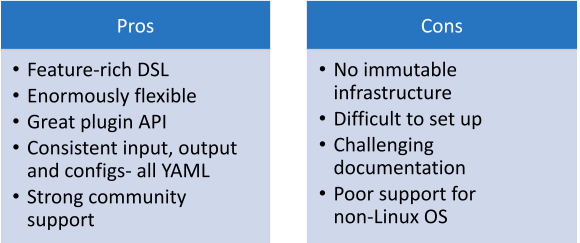 Pros
• Feature-rich DSL
• Enormously flexible
• Great plugin API
• Consistent input, output
and configs- all YAML
• Strong community
support
Cons
• No immutable
infrastructure
• Difficult to set up
• Challenging
documentation
• Poor support for
non-Linux OS